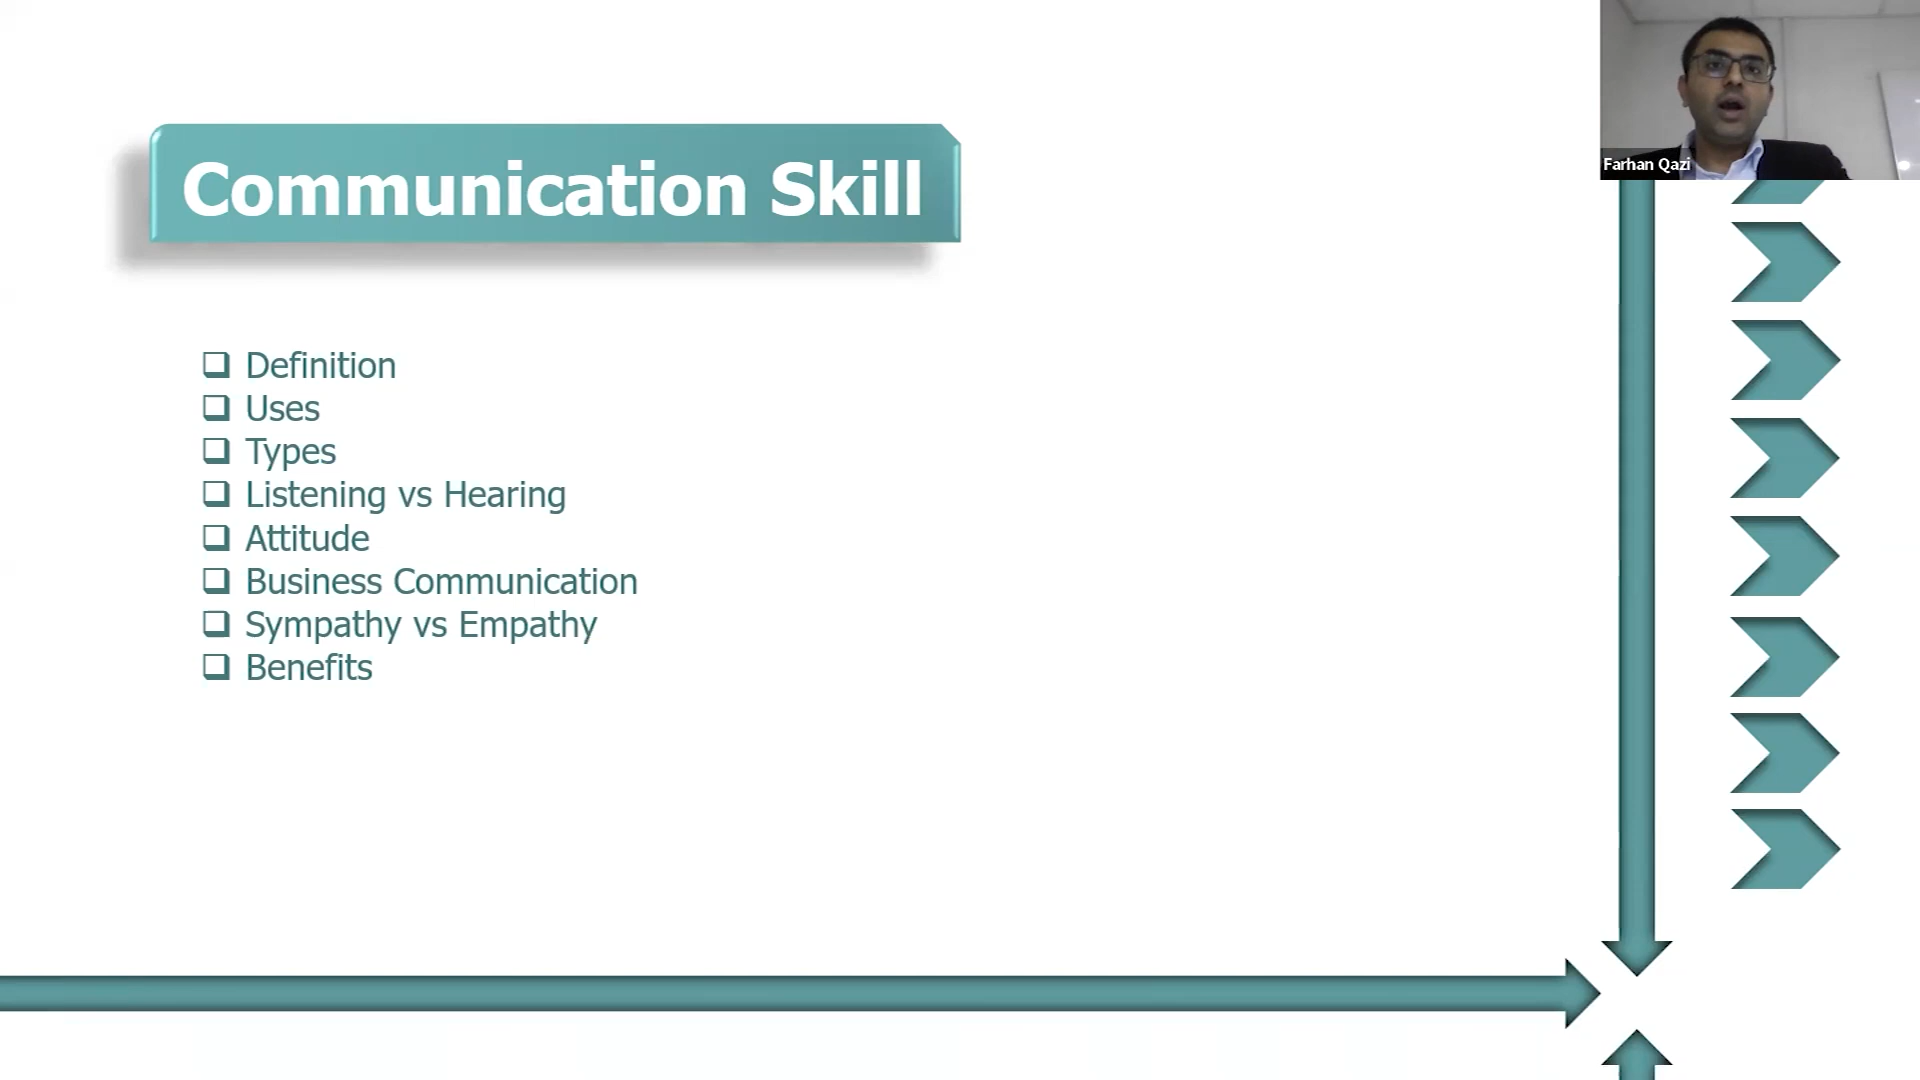 Communication Skill
Farhan Qazi
Definition
Uses
Types
Listening vs Hearing
Attitude
Business Communication
Sympathy vs Empathy
Benefits